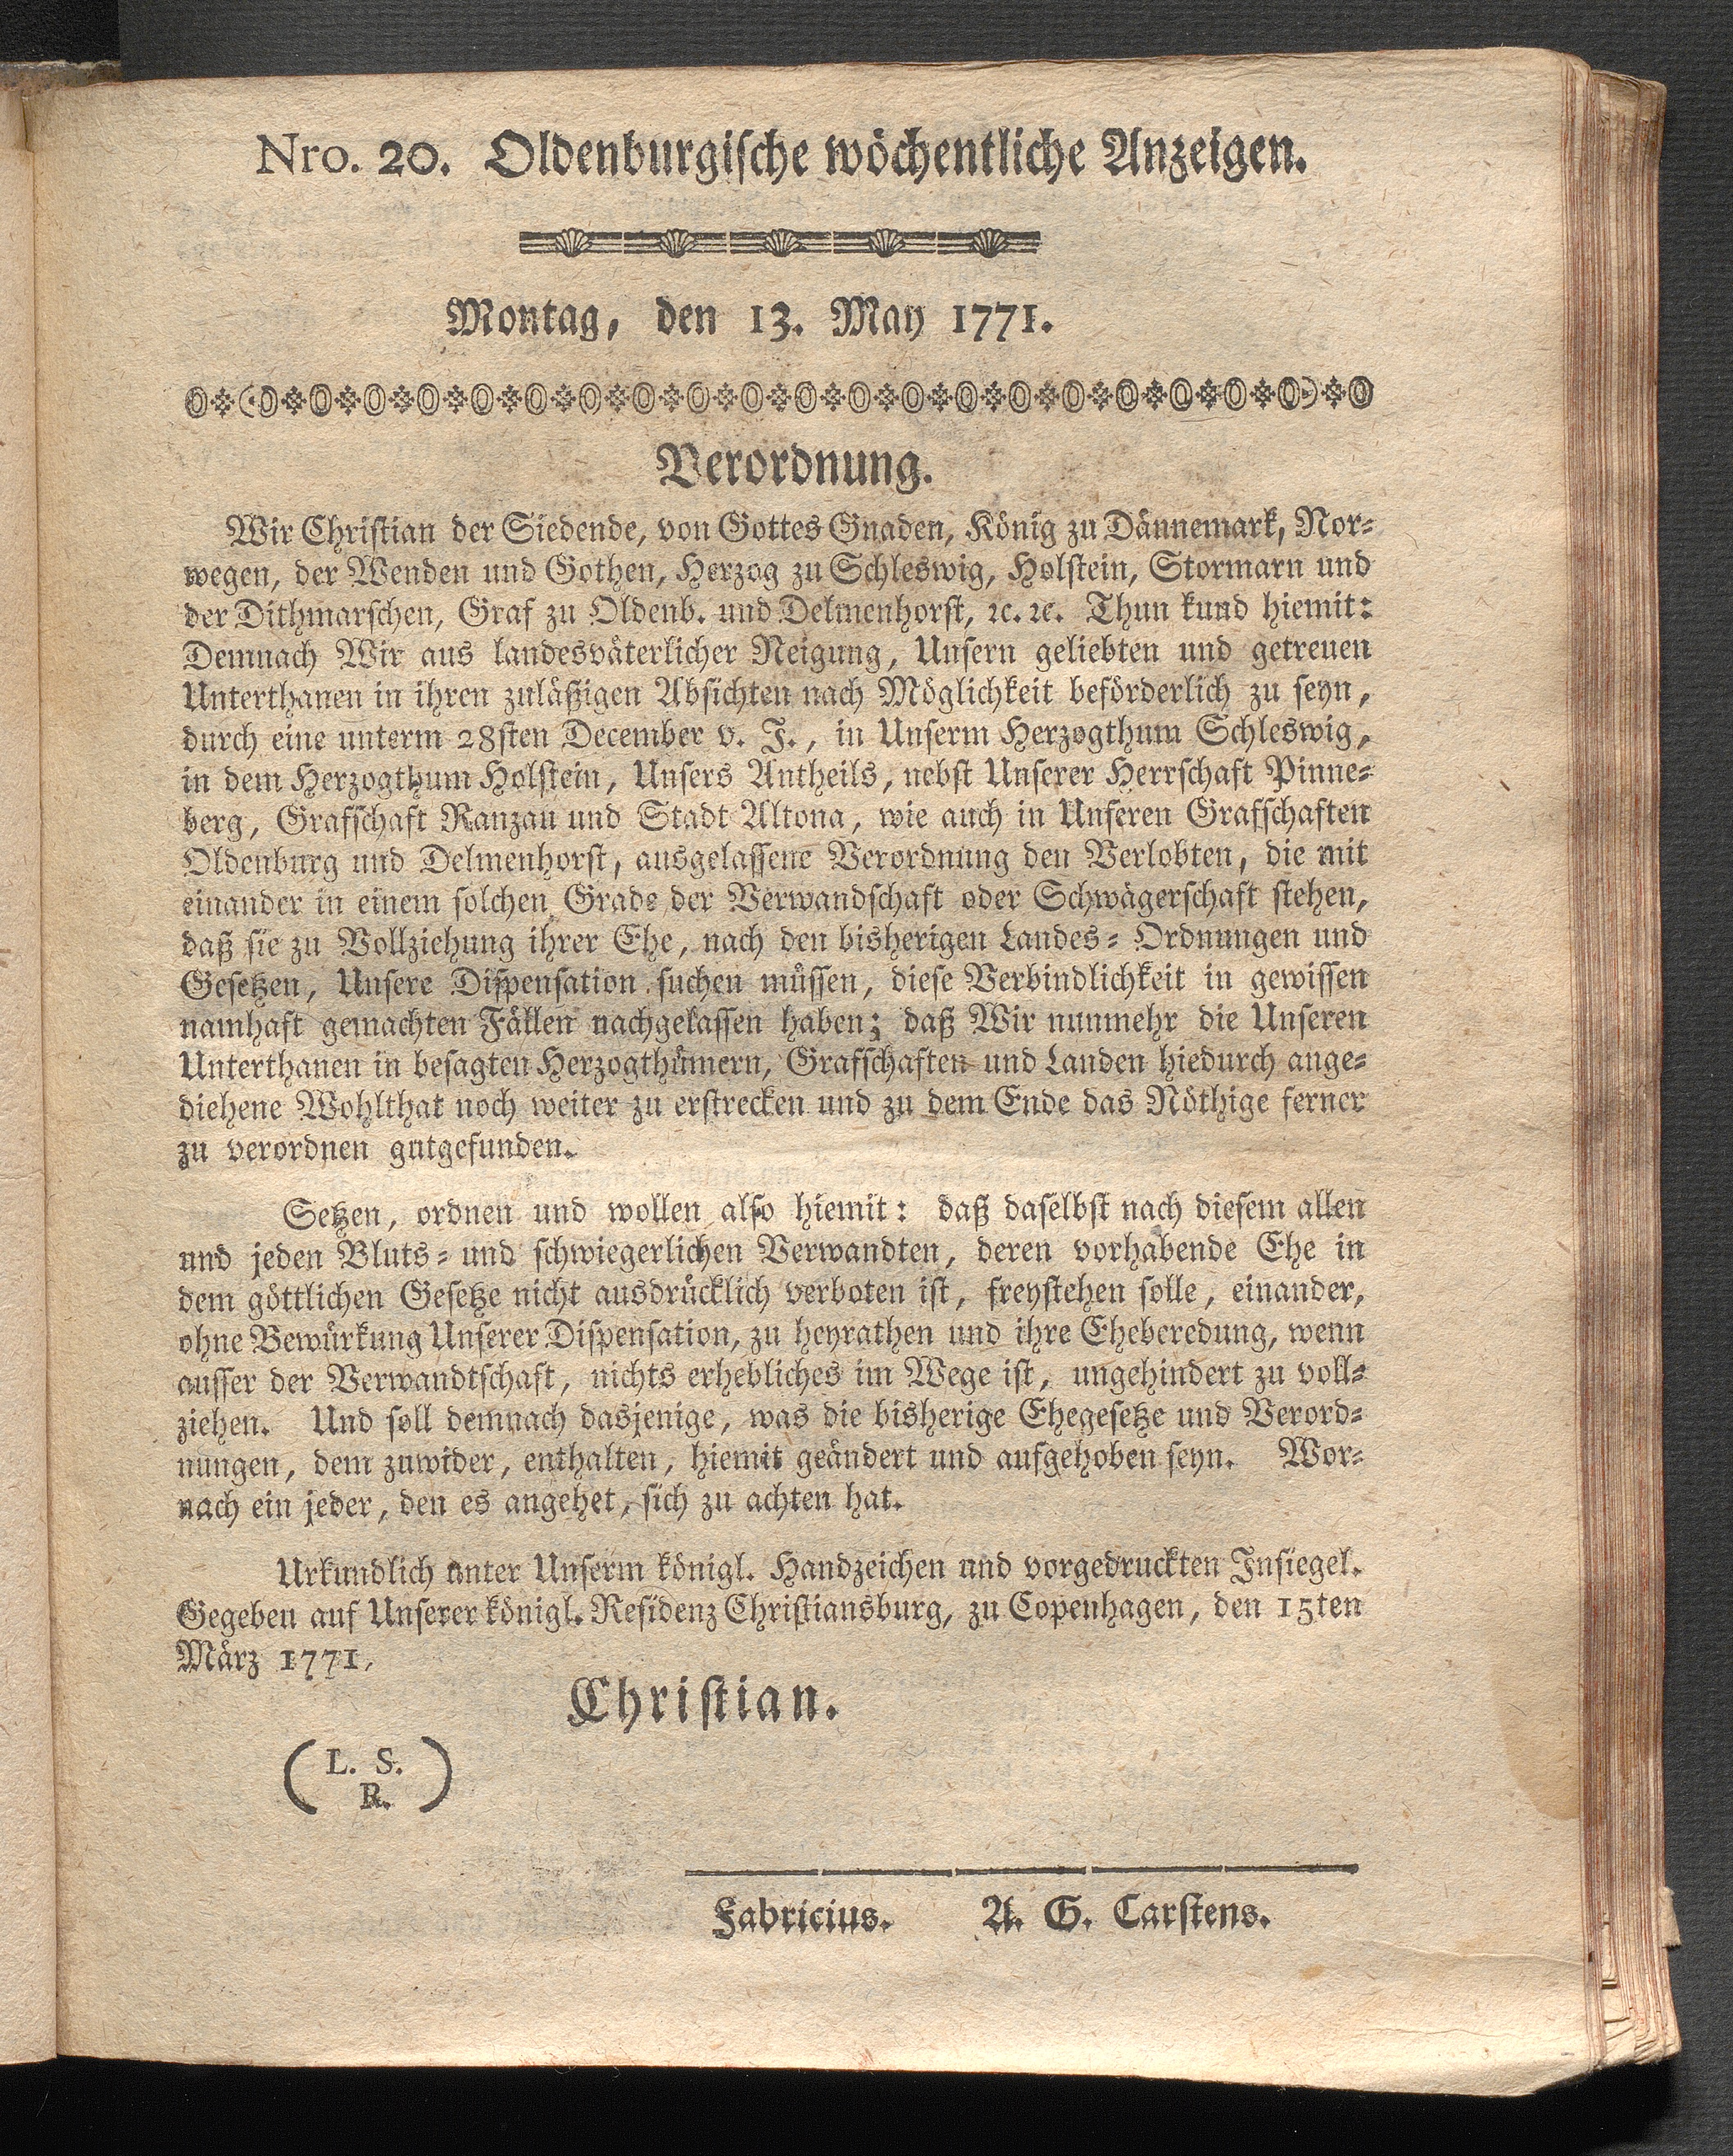 Nro. 20. Oldenburgische wöchentliche Anzeigen.
Montag, den 13. May 1771.
Verordnung.
Wir Christian der Siebende, von Gottes Gnaden, König zu Dännemark, Nor-
wegen, der Wenden und Gothen, Herzog zu Schleswig, Holstein, Stormarn und
der Dithmarschen, Graf zu Oldenb. und Delmenhorst, ꝛc. ꝛc. Thun kund hiemit:
Demnach Wir aus landesväterlicher Neigung, Unsern geliebten und getreuen
Unterthanen in ihren zuläßigen Absichten nach Möglichkeit beförderlich zu seyn,
durch eine unterm 28sten December v. J., in Unserm Herzogthum Schleswig,
in dem Herzogthum Holstein, Unsers Antheils, nebst Unserer Herrschaft Pinne-
berg, Grafschaft Ranzau und Stadt Altona, wie auch in Unseren Grafschaften
Oldenburg und Delmenhorst, ausgelassene Verordnung den Verlobten, die mit
einander in einem solchen Grade der Verwandschaft oder Schwägerschaft stehen,
daß sie zu Vollziehung ihrer Ehe, nach den bisherigen Landes-Ordnungen und
Gesetzen, Unsere Dispensation suchen müssen, diese Verbindlichkeit in gewissen
namhaft gemachten Fällen nachgelassen haben; daß Wir nunmehr die Unseren
Unterthanen in besagten Herzogthümern, Grafschaften und Landen hiedurch ange-
diehene Wohlthat noch weiter zu erstrecken und zu dem Ende das Nöthige ferner
zu verordnen gutgefunden.
Setzen, ordnen und wollen also hiemit: daß daselbst nach diesem allen
und jeden Bluts- und schwiegerlichen Verwandten, deren vorhabende Ehe in
dem göttlichen Gesetze nicht ausdrücklich verboten ist, freystehen solle, einander,
ohne Bewürkung Unserer Dispensation, zu heyrathen und ihre Eheberedung, wenn
ausser der Verwandtschaft, nichts erhebliches im Wege ist, ungehindert zu voll-
ziehen. Und soll demnach dasjenige, was die bisherige Ehegesetze und Verord-
nungen, dem zuwider, enthalten, hiemit geändert und aufgehoben seyn. Wor-
nach ein jeder, den es angehet, sich zu achten hat.
Urkundlich unter Unserm königl. Handzeichen und vorgedruckten Insiegel.
Gegeben auf Unserer königl. Residenz Christiansburg, zu Copenhagen, den 15ten
März 1771.
Christian.
(L. S.
R.)
Fabricius. A. G. Carstens.